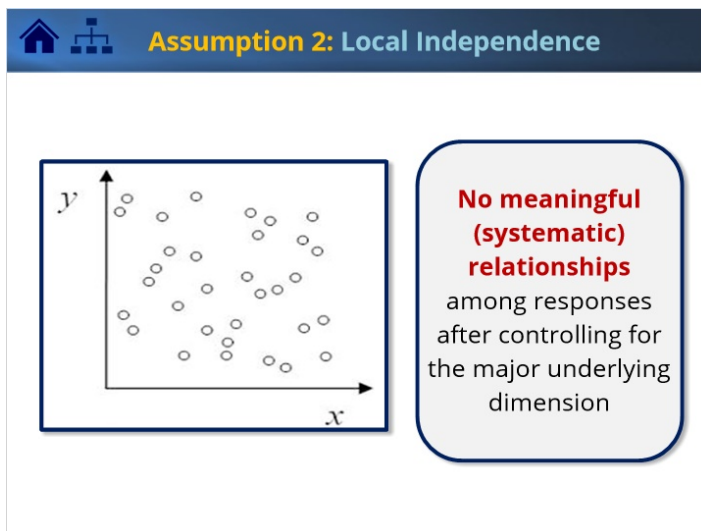 Assumption 2: Local Independence
y
x
No meaningful
(systematic)
relationships
among responses
after controlling for
the major underlying
dimension